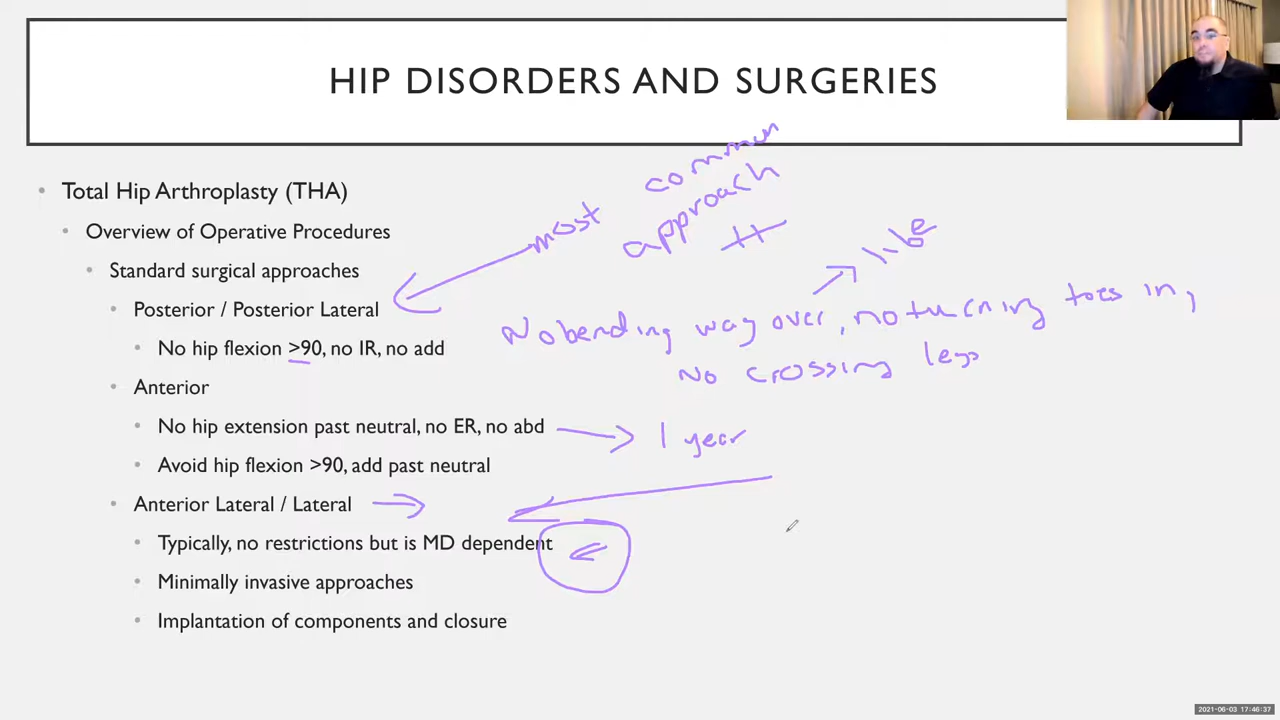 HIP DISORDERS AND SURGERIES
Total Hip Arthroplasty (THA)
Overview of Operative Procedures
Standard surgical approaches
Posterior / Posterior Lateral
No hip flexion >90, no IR, no add
Anterior
No hip extension past neutral, no ER, no abd
Avoid hip flexion >90, add past neutral
Anterior Lateral / Lateral
Typically, no restrictions but is MD dependent
Minimally invasive approaches
Implantation of components and closure
most common
approach
No bending way over, no turning toes in,
No crossing legs
1 year
2021-06-03 17:46:37